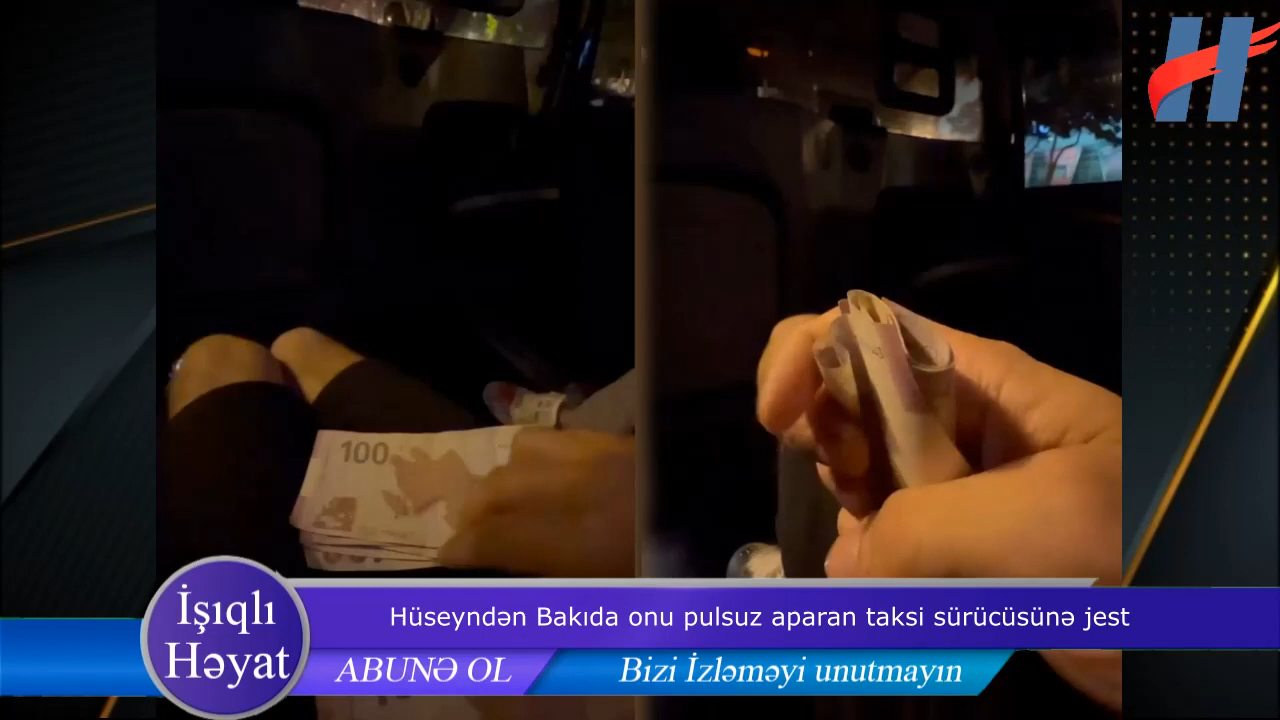 100
Hüseyndən Bakıda onu pulsuz aparan taksi sürücüsünə jest
İşıqlı
Həyat
ABUNƏ OL
Bizi İzləməyi unutmayın
H